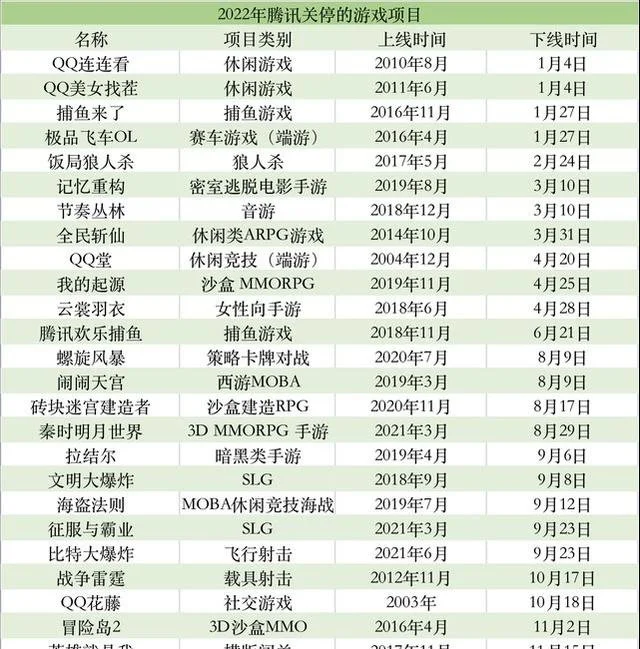 2022年腾讯关停的游戏项目
名称 项目类别 上线时间 下线时间
QQ连连看 休闲游戏 2010年8月 1月4日
QQ美女找茬 休闲游戏 2011年6月 1月4日
捕鱼来了 捕鱼游戏 2016年11月 1月27日
极品飞车OL 赛车游戏（端游） 2016年4月 1月27日
饭局狼人杀 狼人杀 2017年5月 2月24日
记忆重构 密室逃脱电影手游 2019年8月 3月10日
节奏丛林 音游 2018年12月 3月10日
全民斩仙 休闲类ARPG游戏 2014年10月 3月31日
QQ堂 休闲竞技（端游） 2004年12月 4月20日
我的起源 沙盒 MMORPG 2019年11月 4月25日
云裳羽衣 女性向手游 2018年6月 4月28日
腾讯欢乐捕鱼 捕鱼游戏 2018年11月 6月21日
螺旋风暴 策略卡牌对战 2020年7月 8月9日
闹闹天宫 西游MOBA 2019年3月 8月9日
砖块迷宫建造者 沙盒建造RPG 2020年11月 8月17日
秦时明月世界 3D MMORPG 手游 2021年3月 8月29日
拉结尔 暗黑类手游 2019年4月 9月6日
文明大爆炸 SLG 2018年9月 9月8日
海盗法则 MOBA休闲竞技海战 2019年7月 9月12日
征服与霸业 SLG 2021年3月 9月23日
比特大爆炸 飞行射击 2021年6月 9月23日
战争雷霆 载具射击 2012年11月 10月17日
QQ花藤 社交游戏 2003年 10月18日
冒险岛2 3D沙盒MMO 2016年4月 11月2日
2017年11月 11月15日